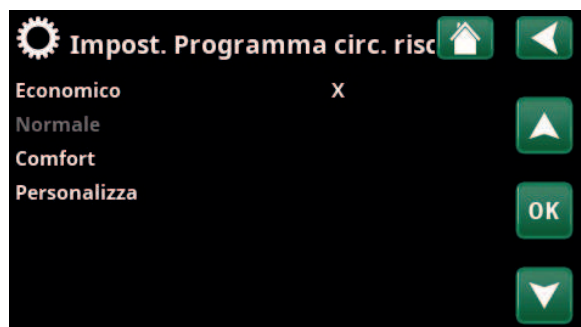 Impost. Programma circ. risc
Economico X
Normale
Comfort
Personalizza
OK